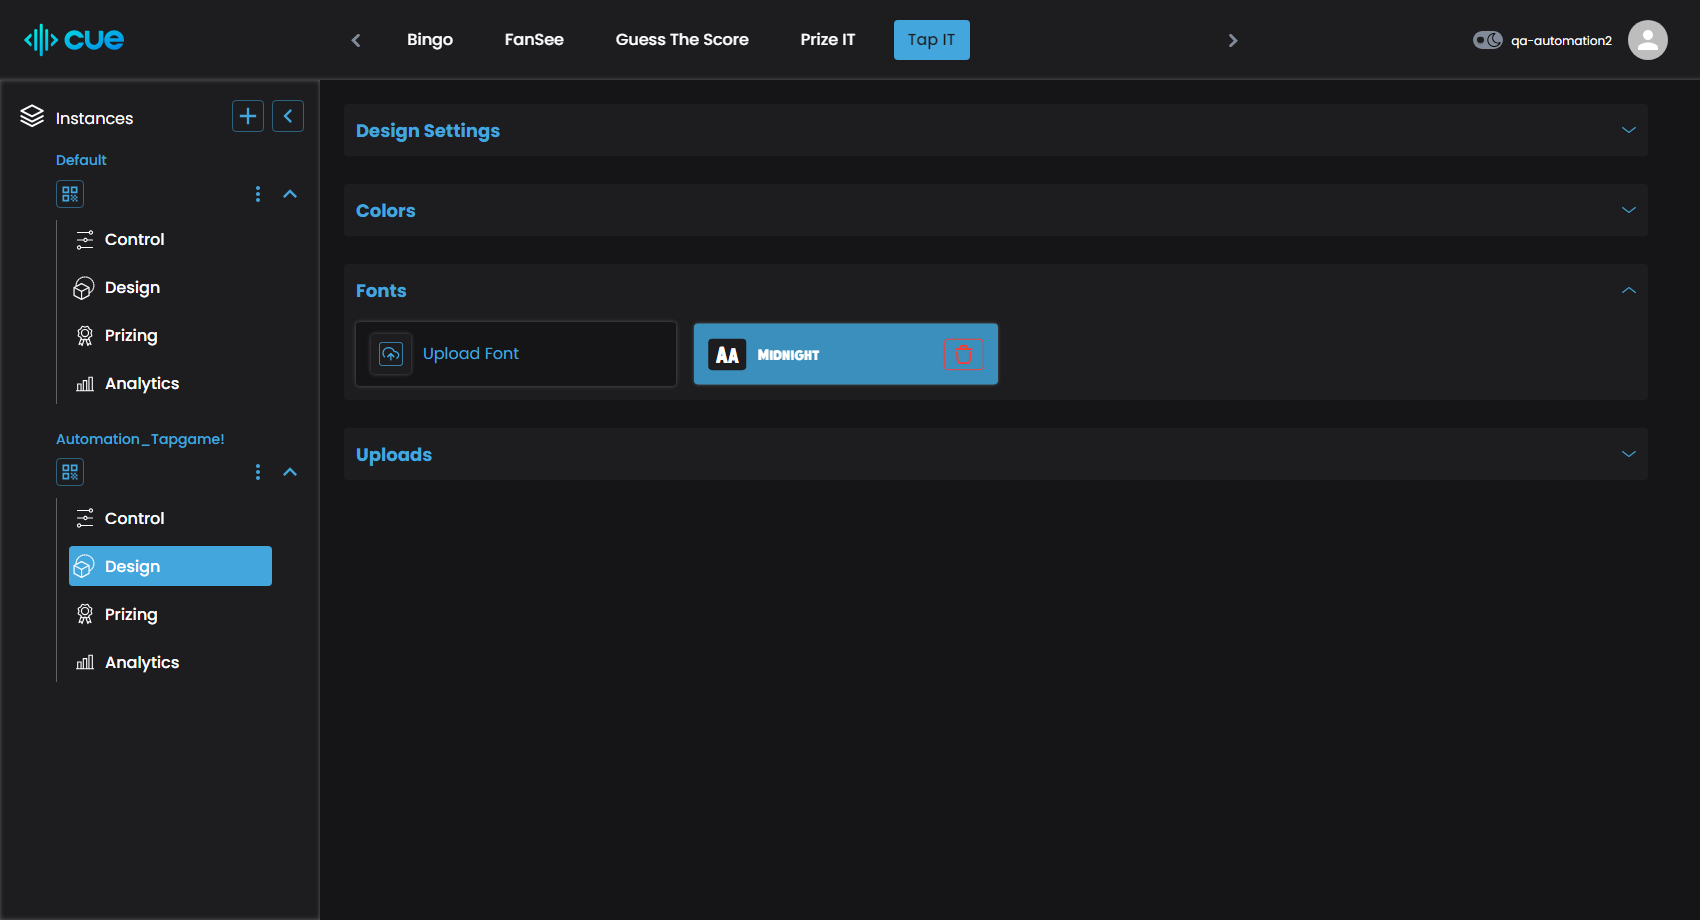 cue
Bingo
FanSee
Guess The Score
Prize IT
Tap IT
qa-automation2
Instances
Default
Control
Design
Prizing
Analytics
Automation_Tapgame!
Control
Design
Prizing
Analytics
Design Settings
Colors
Fonts
Upload Font
AA
MIDNIGHT
Uploads